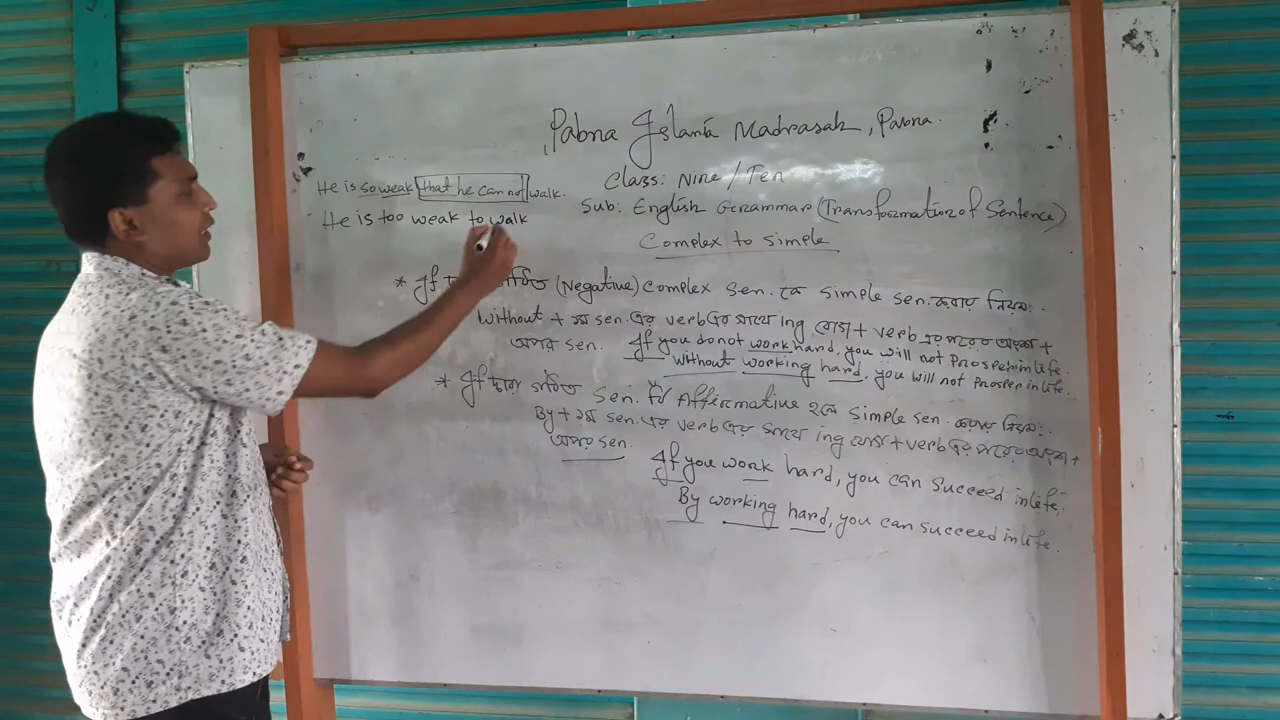 Pabna Islamia Madrasah, Pabna.
Class: Nine / Ten
Sub: English Grammar (Transformation of Sentence)
Complex to simple
He is so weak that he can not walk.
He is too weak to walk
* If গঠিত (Negative) Complex sen. কে simple sen. করার নিয়ম:
without + ১ম sen. এর verb এর সাথে ing যোগ + verb এর পরের অংশ +
অপর sen. If you do not work hard, you will not Prosper in life.
without working hard, you will not Prosper in life.
* If দ্বারা গঠিত sen. টি Affirmative হলে simple sen. করার নিয়ম:
By + ১ম sen. এর verb এর সাথে ing যোগ + verb এর পরের অংশ +
অপর sen.
If you work hard, you can succeed in life.
By working hard, you can succeed in life.